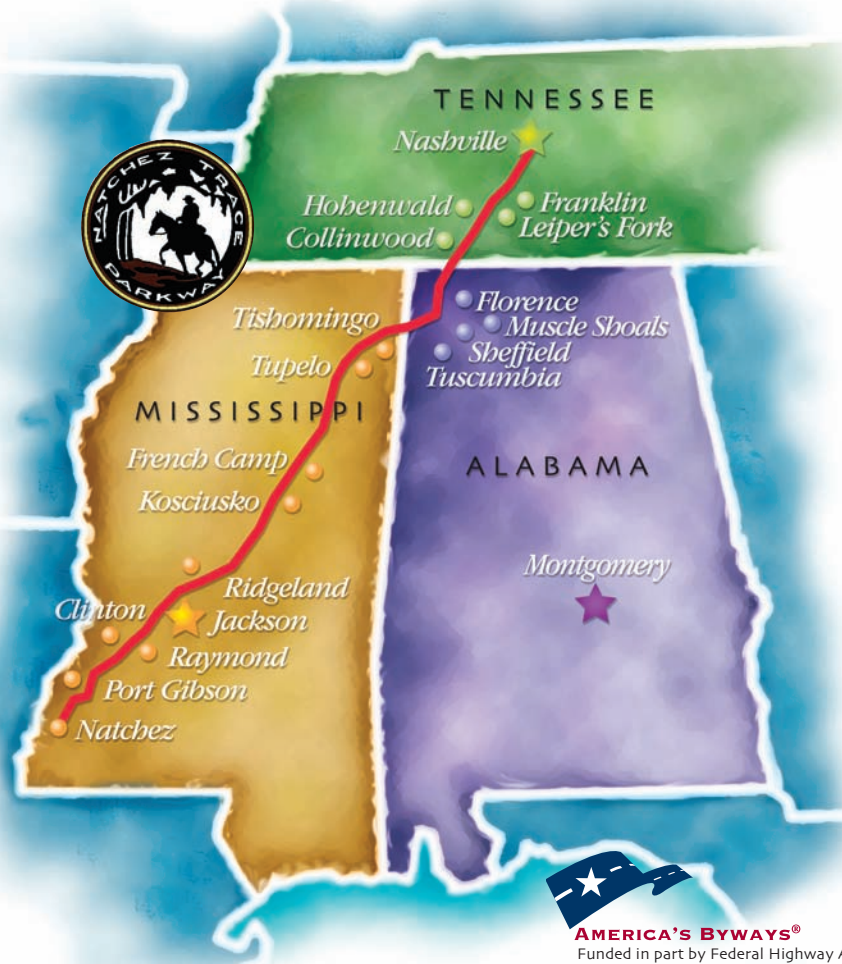 TENNESSEE
Nashville
NATCHEZ TRACE
PARKWAY
Hohenwald
Franklin
Leiper's Fork
Collinwood
Tishomingo
Florence
Muscle Shoals
Sheffield
Tupelo
Tuscumbia
MISSISSIPPI
French Camp
ALABAMA
Kosciusko
Montgomery
Ridgeland
Clinton
Jackson
Raymond
Port Gibson
Natchez
AMERICA'S BYWAYS®
Funded in part by Federal Highway A